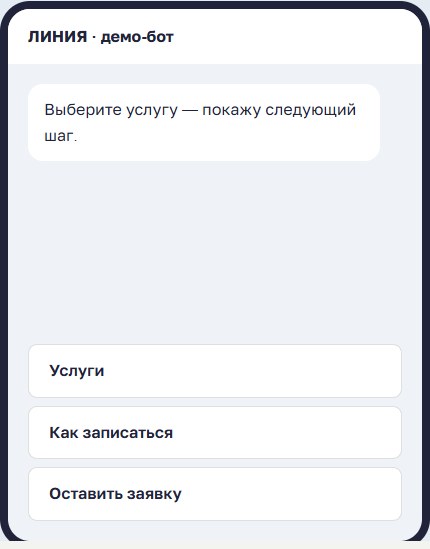 ЛИНИЯ · демо-бот
Выберите услугу — покажу следующий
шаг.
Услуги
Как записаться
Оставить заявку